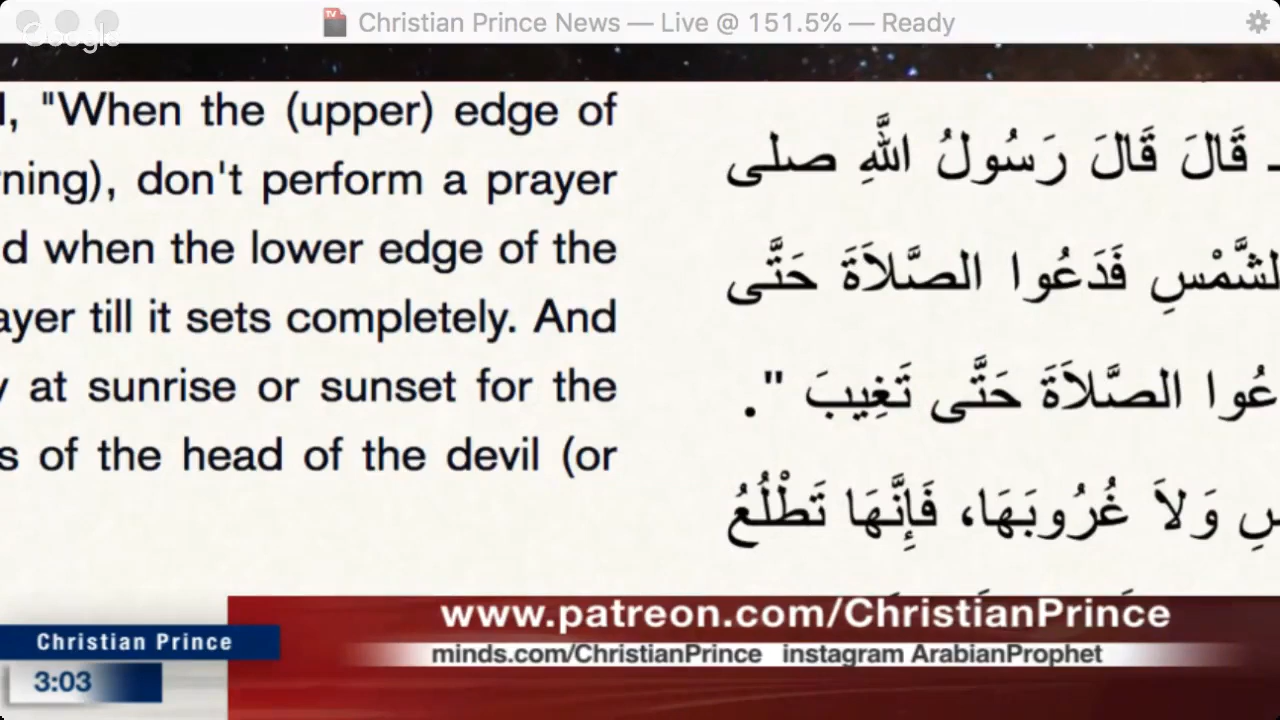 Christian Prince News — Live @ 151.5% — Ready
Google
"When the (upper) edge of
don't perform a prayer
when the lower edge of the
till it sets completely. And
at sunrise or sunset for the
of the head of the devil (or
قَالَ قَالَ رَسُولُ اللَّهِ صلى
الشَّمْسِ فَدَعُوا الصَّلاَةَ حَتَّى
الصَّلاَةَ حَتَّى تَغِيبَ ".
وَلاَ غُرُوبَهَا، فَإِنَّهَا تَطْلُعُ
www.patreon.com/ChristianPrince
Christian Prince
minds.com/ChristianPrince instagram ArabianProphet
3:03